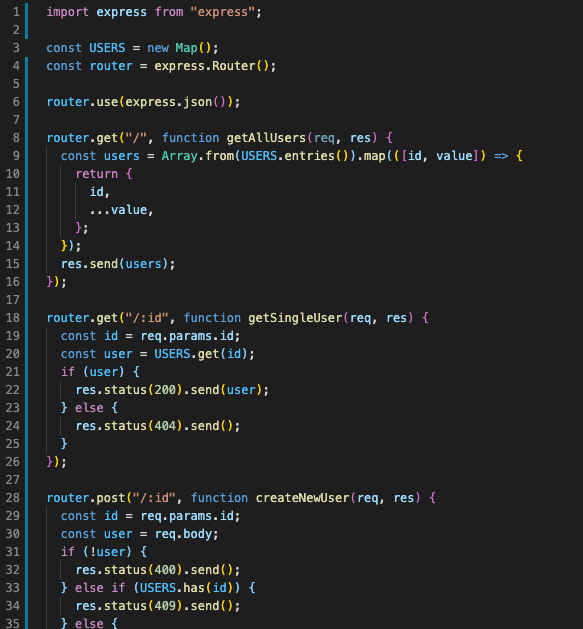 1 import express from "express";
2
3 const USERS = new Map();
4 const router = express.Router();
5
6 router.use(express.json());
7
8 router.get("/", function getAllUsers(req, res) {
9 const users = Array.from(USERS.entries()).map(([id, value]) => {
10 return {
11 id,
12 ...value,
13 };
14 });
15 res.send(users);
16 });
17
18 router.get("/:id", function getSingleUser(req, res) {
19 const id = req.params.id;
20 const user = USERS.get(id);
21 if (user) {
22 res.status(200).send(user);
23 } else {
24 res.status(404).send();
25 }
26 });
27
28 router.post("/:id", function createNewUser(req, res) {
29 const id = req.params.id;
30 const user = req.body;
31 if (!user) {
32 res.status(400).send();
33 } else if (USERS.has(id)) {
34 res.status(409).send();
35 } else {